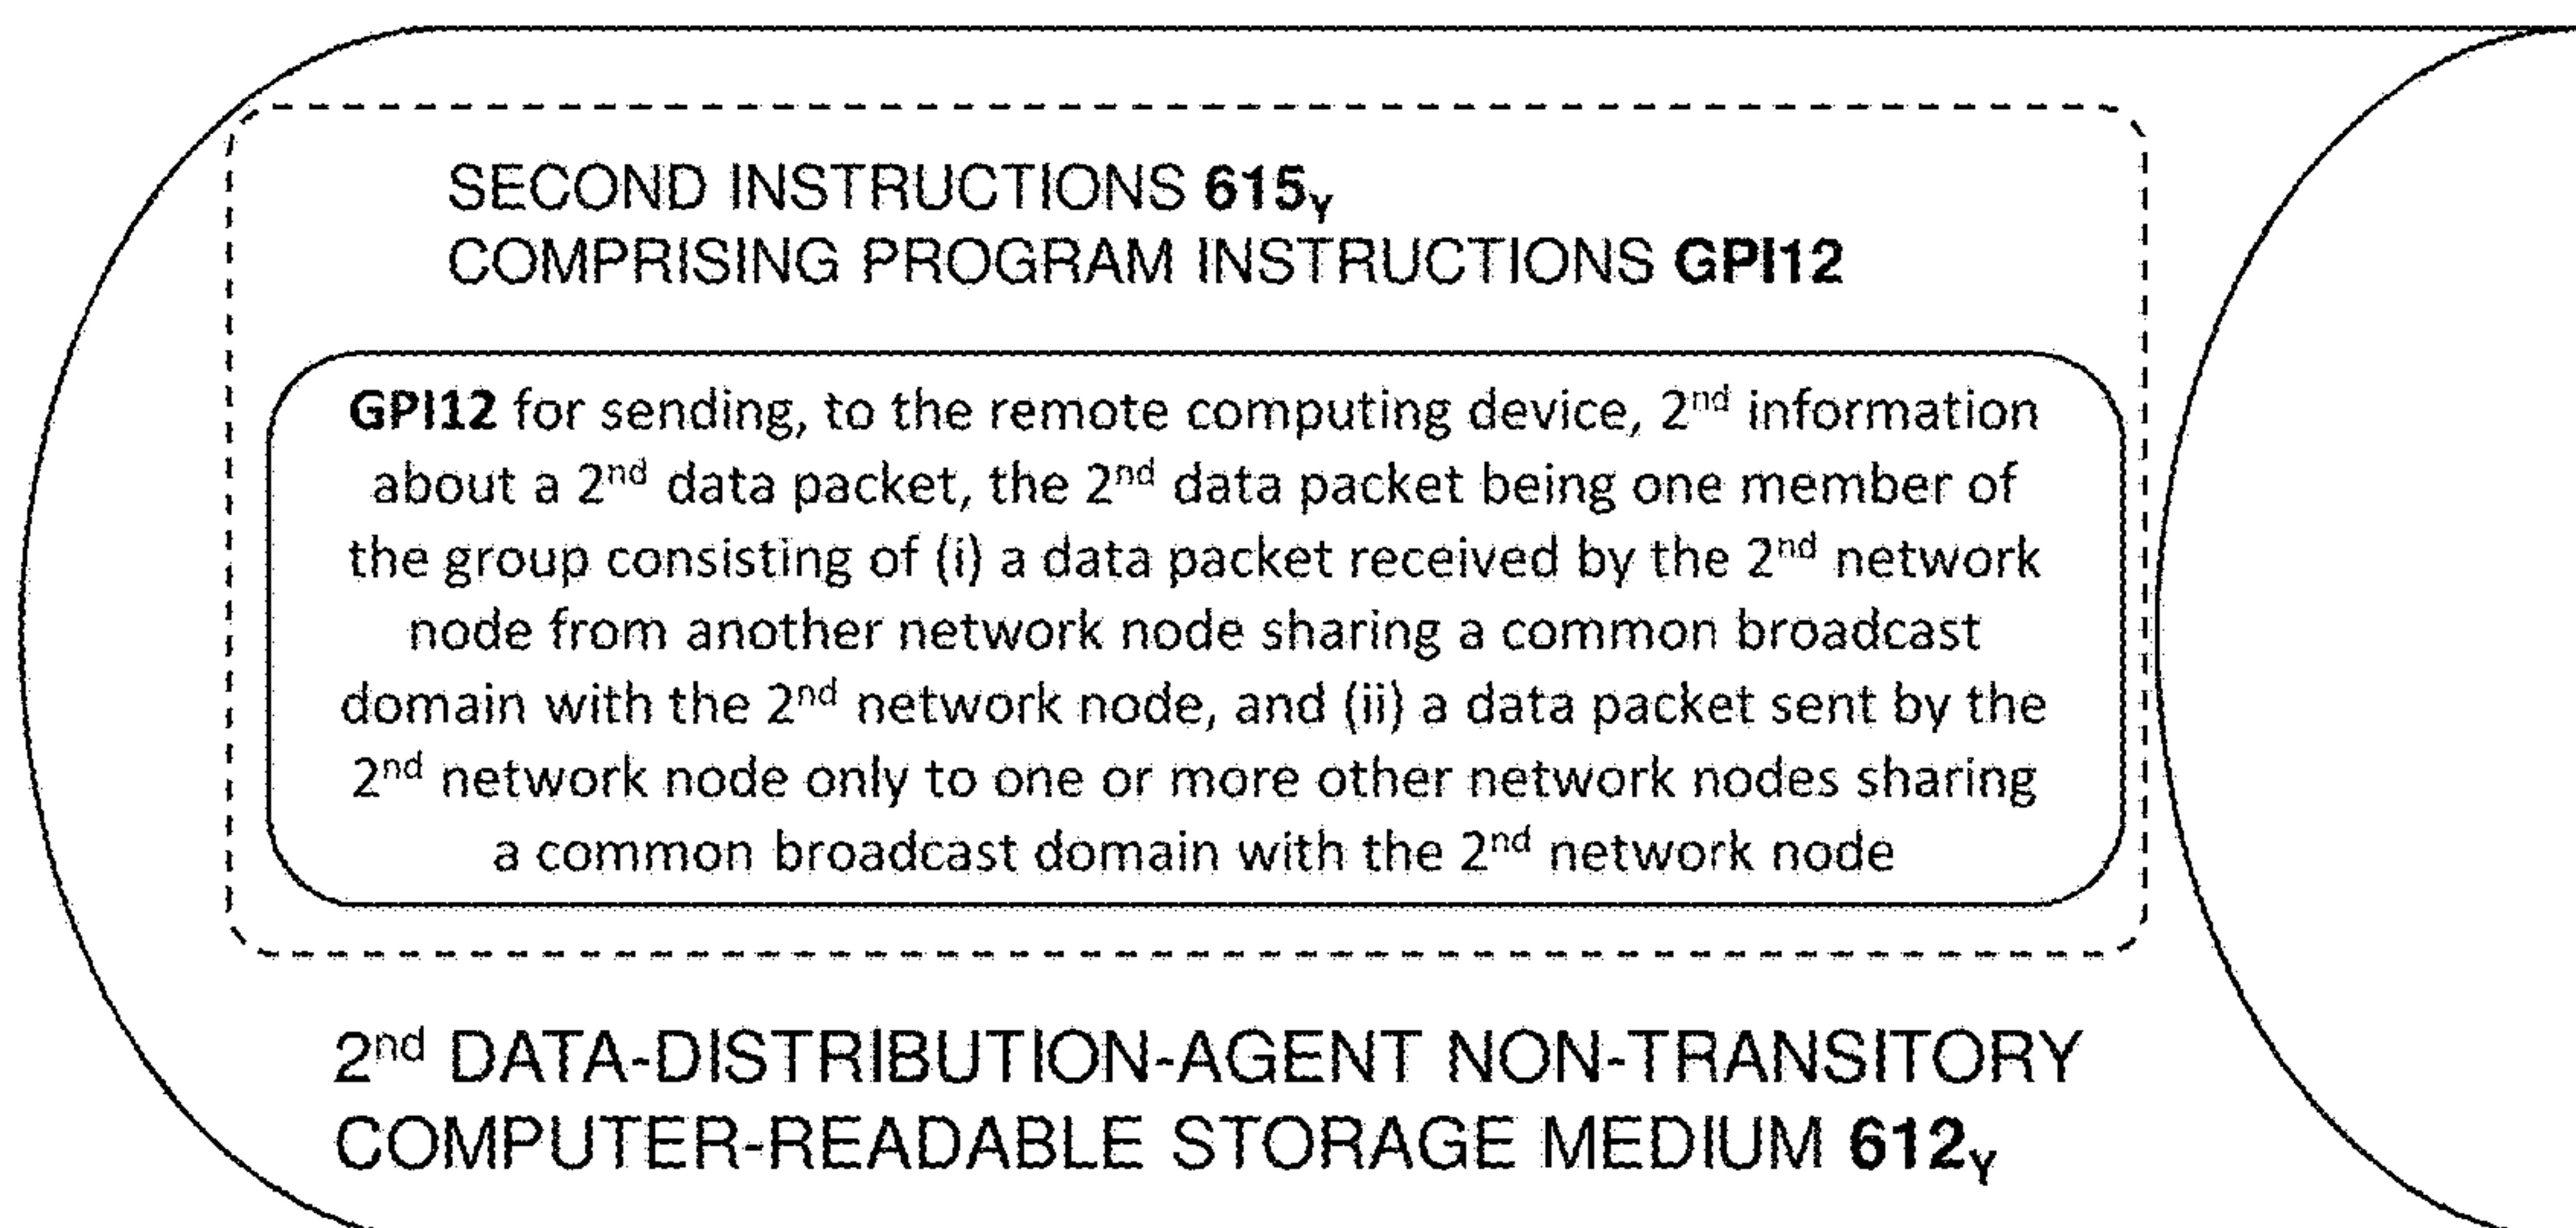 SECOND INSTRUCTIONS 615Y
COMPRISING PROGRAM INSTRUCTIONS GPI12
GPI12 for sending, to the remote computing device, 2nd information
about a 2nd data packet, the 2nd data packet being one member of
the group consisting of (i) a data packet received by the 2nd network
node from another network node sharing a common broadcast
domain with the 2nd network node, and (ii) a data packet sent by the
2nd network node only to one or more other network nodes sharing
a common broadcast domain with the 2nd network node
2nd DATA-DISTRIBUTION-AGENT NON-TRANSITORY
COMPUTER-READABLE STORAGE MEDIUM 612Y